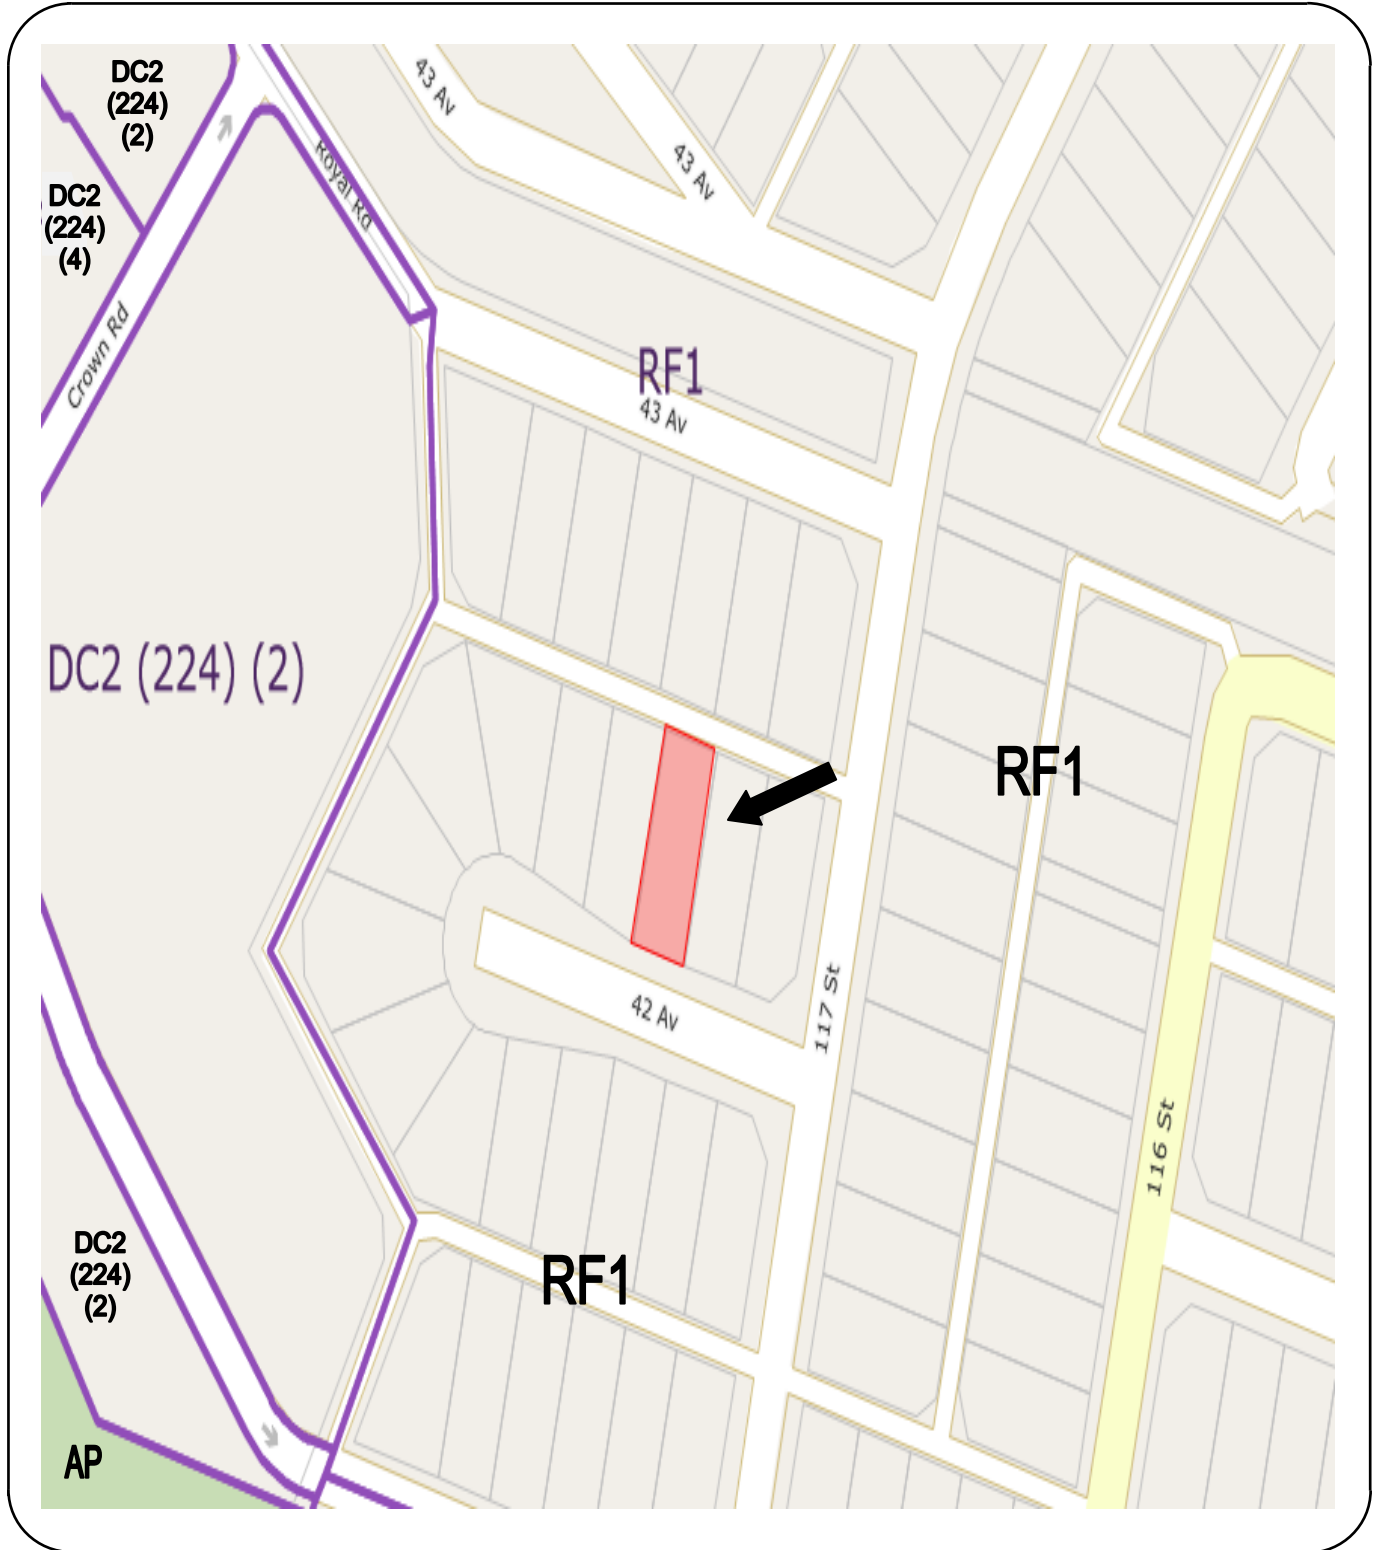 DC2
(224)
(2)
43 Av
43 Av
Royal Rd
DC2
(224)
(4)
Crown Rd
RF1
43 Av
DC2 (224) (2)
RF1
42 Av
117 St
116 St
DC2
(224)
(2)
RF1
AP